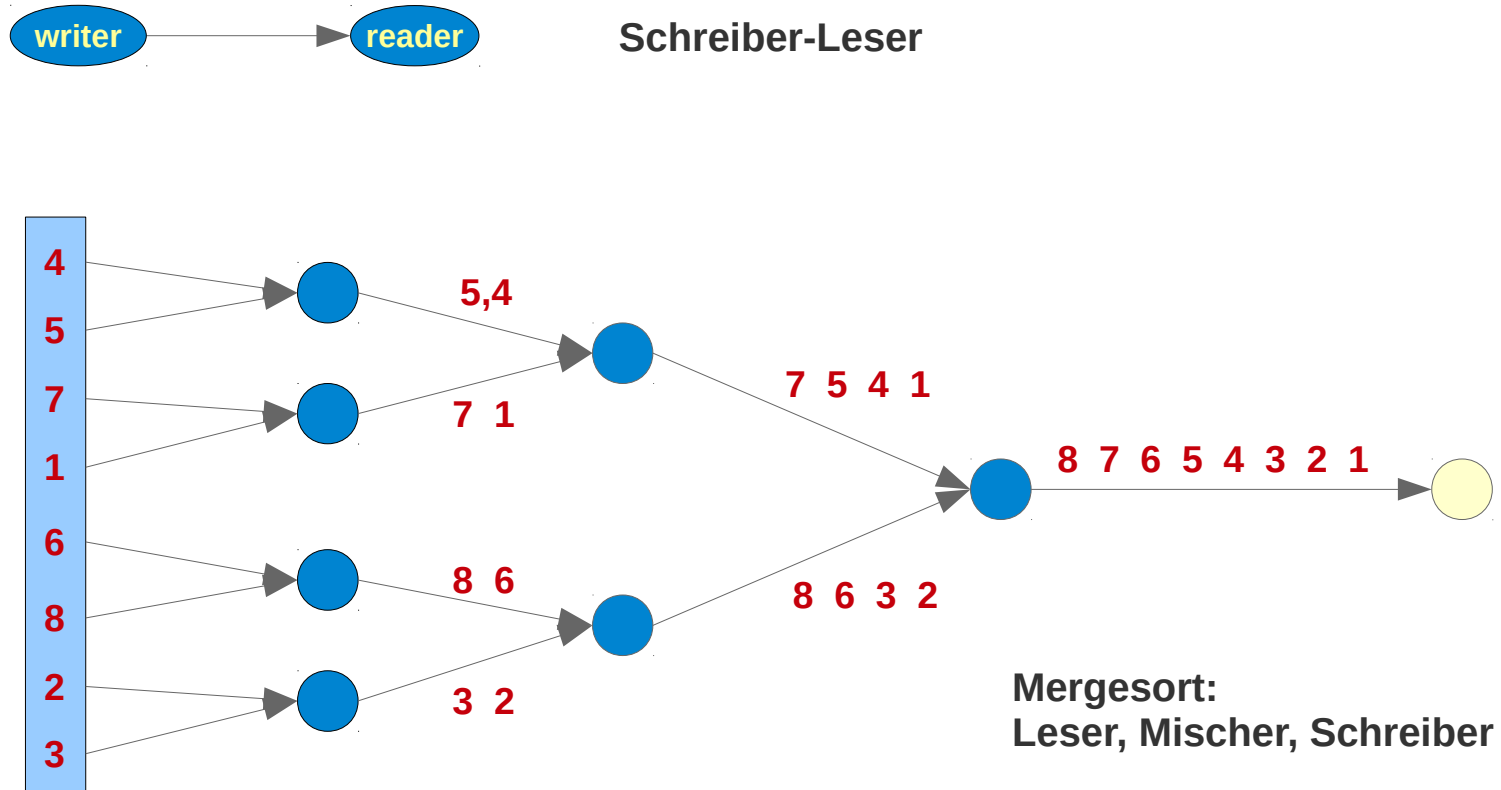 writer reader Schreiber-Leser
4
5
7
1
6
8
2
3
5,4
7 1
8 6
3 2
7 5 4 1
8 6 3 2
8 7 6 5 4 3 2 1
Mergesort:
Leser, Mischer, Schreiber